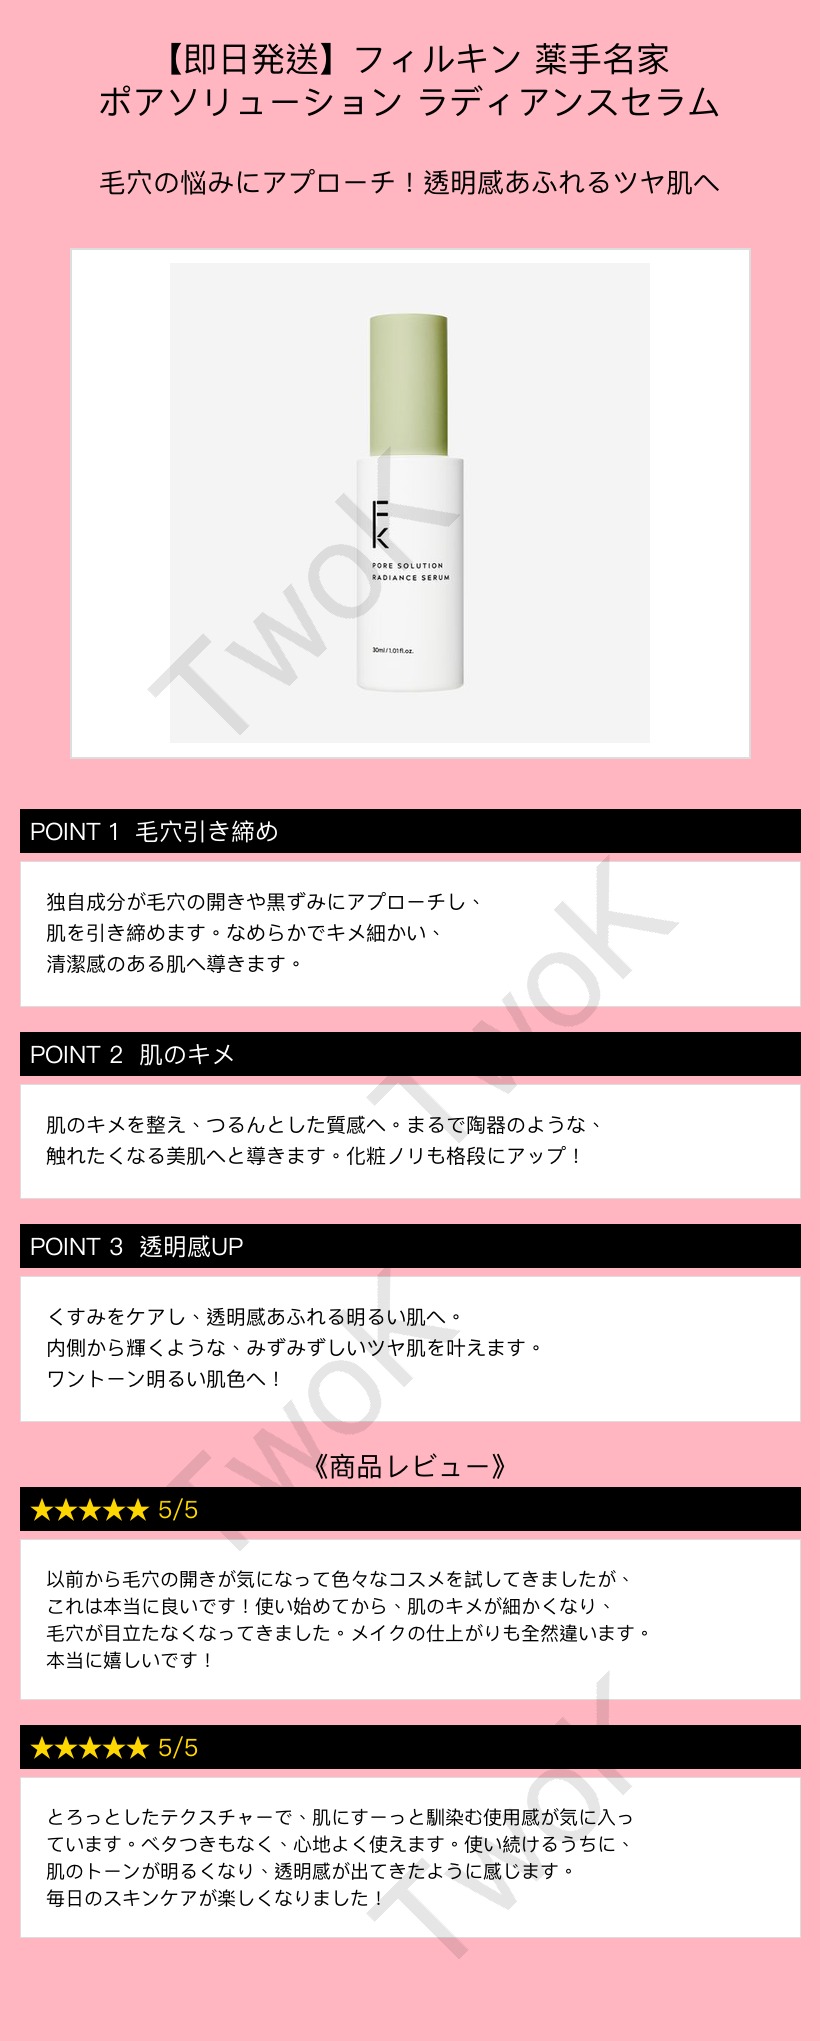 【即日発送】フィルキン 薬手名家
ポアソリューション ラディアンスセラム
毛穴の悩みにアプローチ！透明感あふれるツヤ肌へ
FK
PORE SOLUTION
RADIANCE SERUM
30ml/1.01fl.oz.
TwoK
POINT 1 毛穴引き締め
独自成分が毛穴の開きや黒ずみにアプローチし、
肌を引き締めます。なめらかでキメ細かい、
清潔感のある肌へ導きます。
TwoK
POINT 2 肌のキメ
肌のキメを整え、つるんとした質感へ。まるで陶器のような、
触れたくなる美肌へと導きます。化粧ノリも格段にアップ！
POINT 3 透明感UP
くすみをケアし、透明感あふれる明るい肌へ。
内側から輝くような、みずみずしいツヤ肌を叶えます。
ワントーン明るい肌色へ！
TwoK
《商品レビュー》
★★★★★ 5/5
以前から毛穴の開きが気になって色々なコスメを試してきましたが、
これは本当に良いです！使い始めてから、肌のキメが細かくなり、
毛穴が目立たなくなってきました。メイクの仕上がりも全然違います。
本当に嬉しいです！
★★★★★ 5/5
とろっとしたテクスチャーで、肌にすーっと馴染む使用感が気に入っ
ています。ベタつきもなく、心地よく使えます。使い続けるうちに、
肌のトーンが明るくなり、透明感が出てきたように感じます。
毎日のスキンケアが楽しくなりました！
TwoK